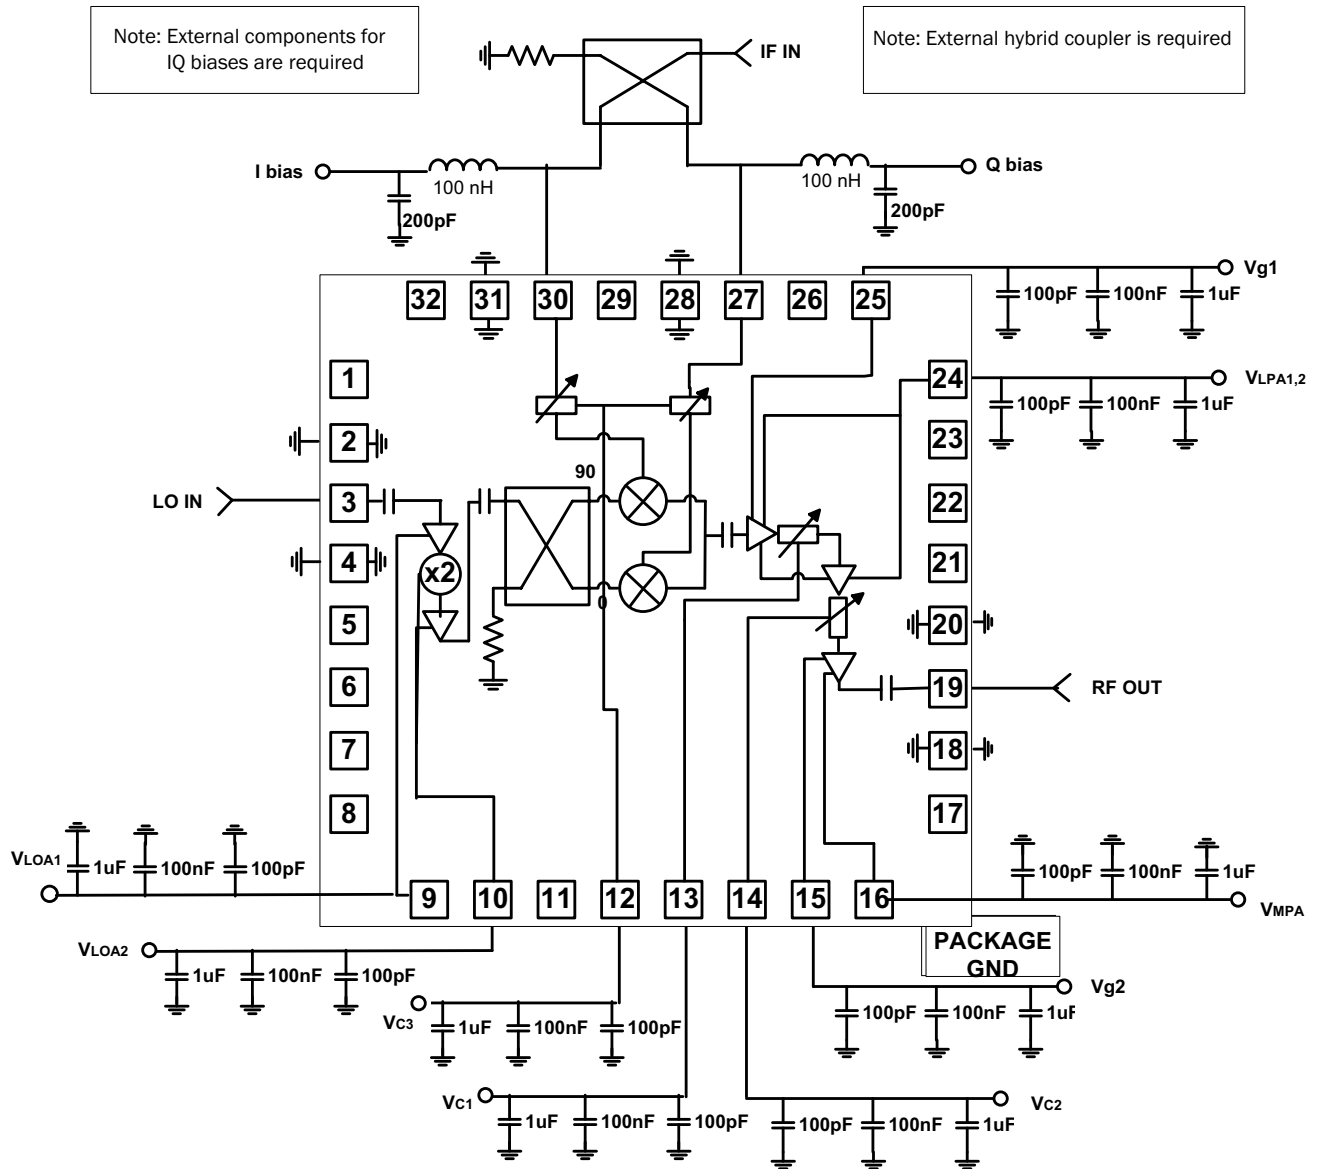 Note: External components for
IQ biases are required
Note: External hybrid coupler is required
IF IN
I bias
100 nH
200pF
100 nH
Q bias
200pF
Vg1
100pF
100nF
1uF
32
31
30
29
28
27
26
25
VLPA1,2
100pF
100nF
1uF
1
2
3
4
5
6
7
8
LO IN
x2
90
0
24
23
22
21
20
19
18
17
RF OUT
VLOA1
1uF
100nF
100pF
9
10
11
12
13
14
15
16
100pF
100nF
1uF
VMPA
PACKAGE
GND
VLOA2
1uF
100nF
100pF
Vg2
100pF
100nF
1uF
VC3
1uF
100nF
100pF
VC1
1uF
100nF
100pF
VC2
100pF
100nF
1uF